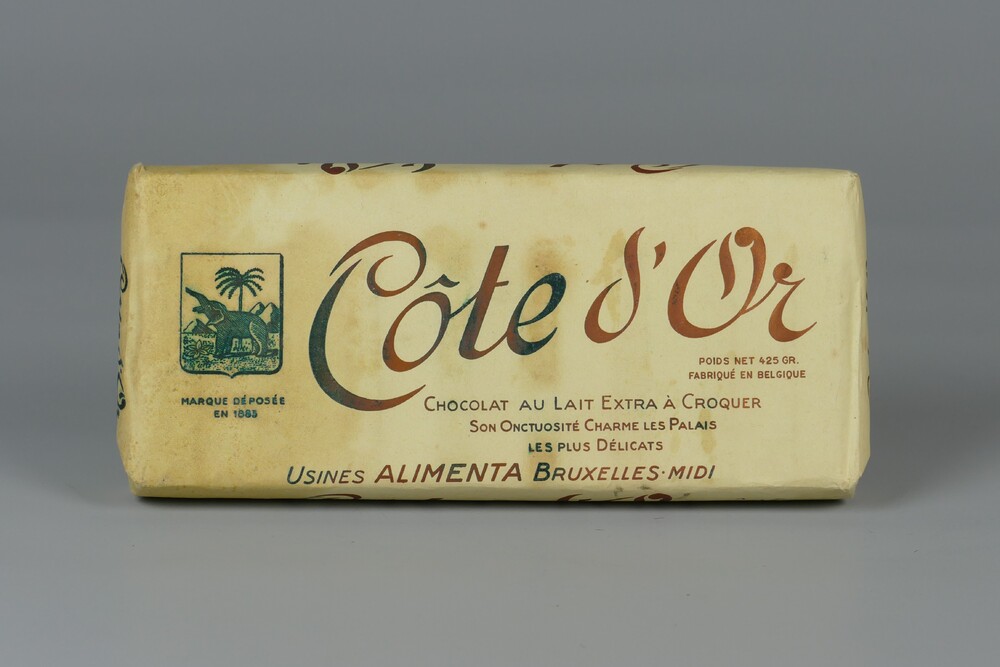 Côte d'Or
MARQUE DÉPOSÉE
EN 1883
POIDS NET 425 GR.
FABRIQUÉ EN BELGIQUE
CHOCOLAT AU LAIT EXTRA À CROQUER
SON ONCTUOSITÉ CHARME LES PALAIS
LES PLUS DÉLICATS
USINES ALIMENTA BRUXELLES·MIDI